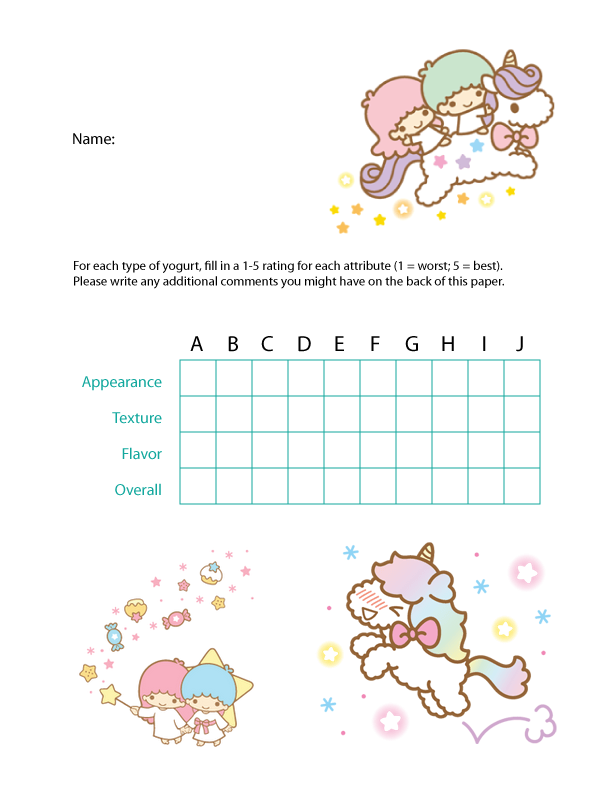 Name:
For each type of yogurt, fill in a 1-5 rating for each attribute (1 = worst; 5 = best).
Please write any additional comments you might have on the back of this paper.
A B C D E F G H I J
Appearance
Texture
Flavor
Overall